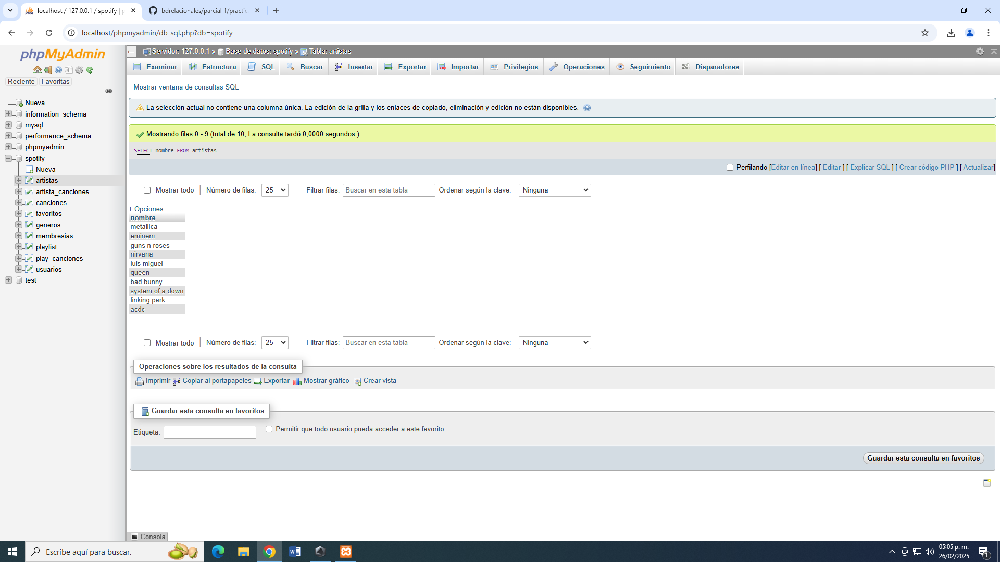 localhost / 127.0.0.1 / spotify | p
bdrelacionales/parcial 1/practic
localhost/phpmyadmin/db_sql.php?db=spotify
phpMyAdmin
Reciente Favoritas
Nueva
information_schema
mysql
performance_schema
phpmyadmin
spotify
Nueva
artistas
artista_canciones
canciones
favoritos
generos
membresias
playlist
play_canciones
usuarios
test
Servidor: 127.0.0.1 » Base de datos: spotify » Tabla: artistas
Examinar Estructura SQL Buscar Insertar Exportar Importar Privilegios Operaciones Seguimiento Disparadores
Mostrar ventana de consultas SQL
La selección actual no contiene una columna única. La edición de la grilla y los enlaces de copiado, eliminación y edición no están disponibles.
Mostrando filas 0 - 9 (total de 10, La consulta tardó 0,0000 segundos.)
SELECT nombre FROM artistas
Perfilando [Editar en línea] [ Editar ] [ Explicar SQL ] [ Crear código PHP ] [ Actualizar]
Mostrar todo | Número de filas: 25 Filtrar filas: Buscar en esta tabla Ordenar según la clave: Ninguna
+ Opciones
nombre
metallica
eminem
guns n roses
nirvana
luis miguel
queen
bad bunny
system of a down
linking park
acdc
Mostrar todo | Número de filas: 25 Filtrar filas: Buscar en esta tabla Ordenar según la clave: Ninguna
Operaciones sobre los resultados de la consulta
Imprimir Copiar al portapapeles Exportar Mostrar gráfico Crear vista
Guardar esta consulta en favoritos
Etiqueta: Permitir que todo usuario pueda acceder a este favorito
Guardar esta consulta en favoritos
Consola
Escribe aquí para buscar.
05:05 p. m.
26/02/2025
1